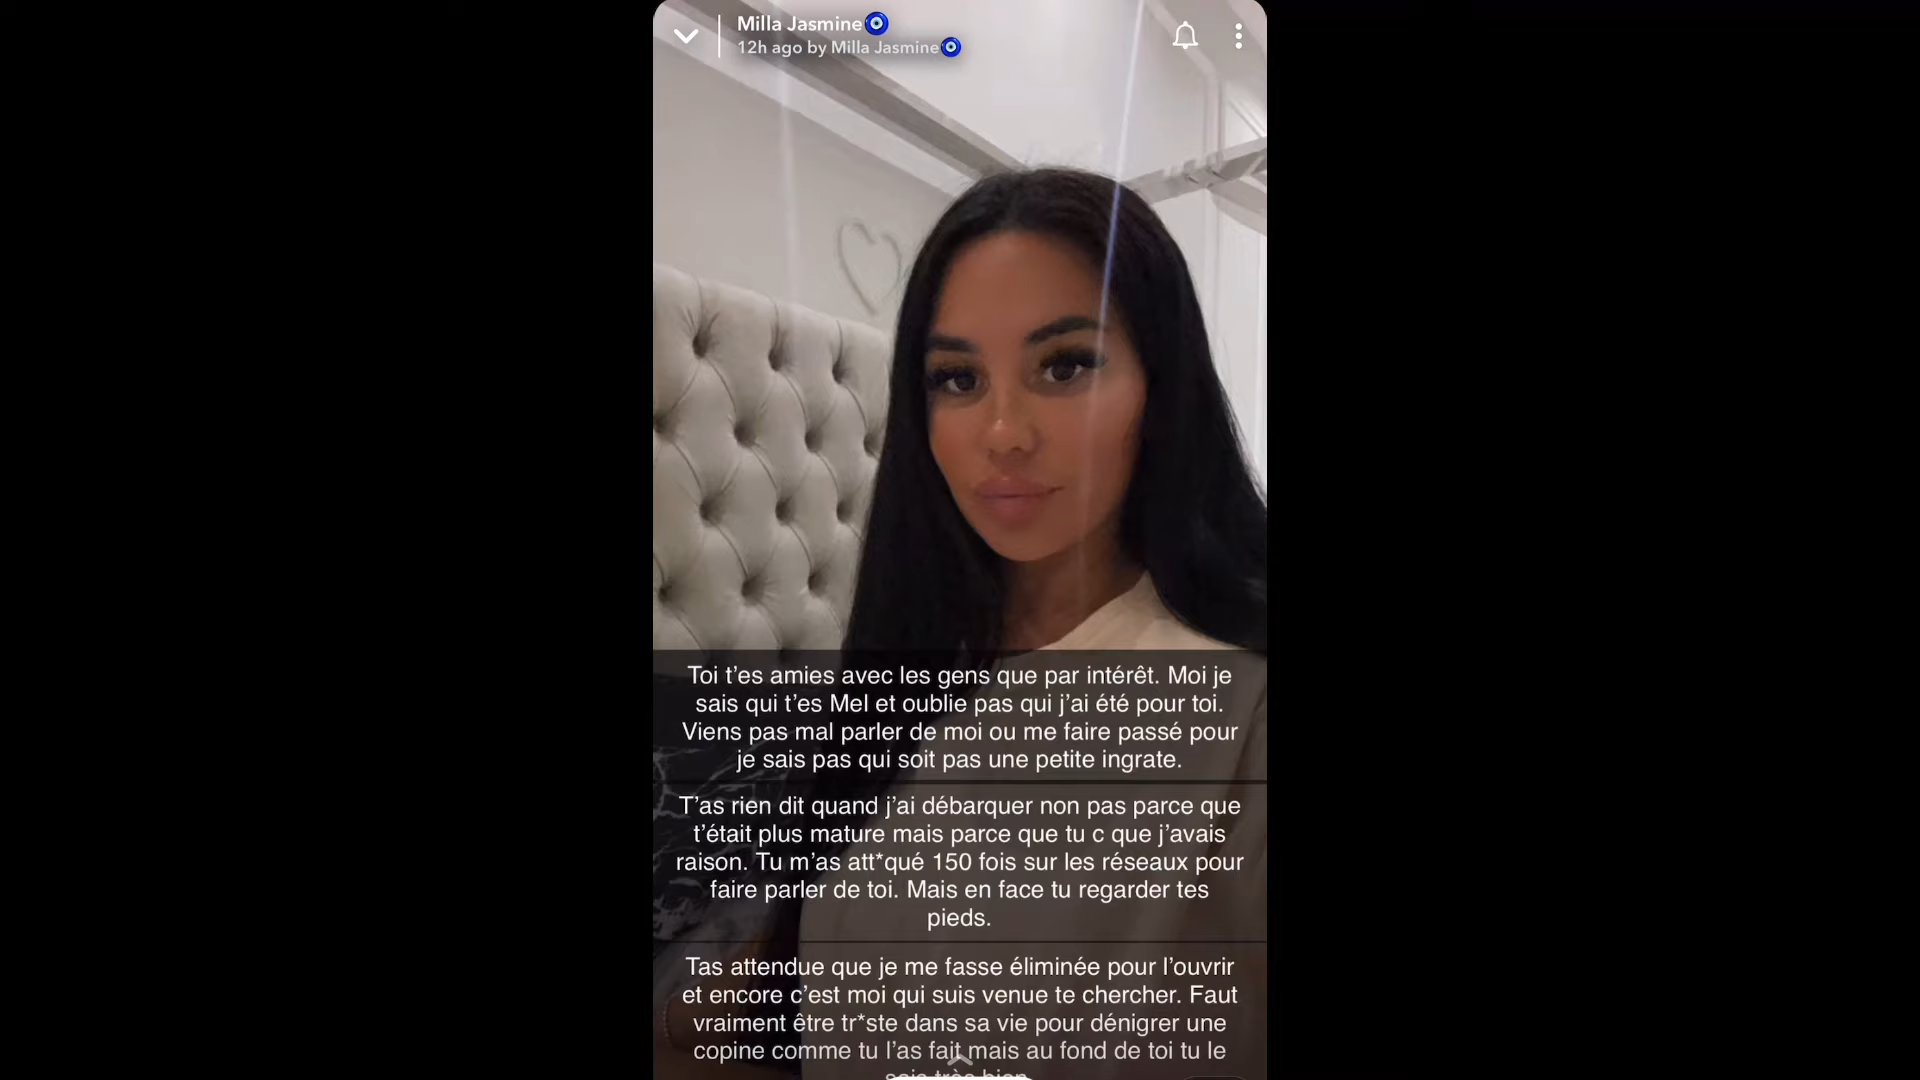 Milla Jasmine🧿
12h ago by Milla Jasmine🧿
Toi t’es amies avec les gens que par intérêt. Moi je
sais qui t’es Mel et oublie pas qui j’ai été pour toi.
Viens pas mal parler de moi ou me faire passé pour
je sais pas qui soit pas une petite ingrate.
T’as rien dit quand j’ai débarquer non pas parce que
t’était plus mature mais parce que tu c que j’avais
raison. Tu m’as att*qué 150 fois sur les réseaux pour
faire parler de toi. Mais en face tu regarder tes
pieds.
Tas attendue que je me fasse éliminée pour l’ouvrir
et encore c’est moi qui suis venue te chercher. Faut
vraiment être tr*ste dans sa vie pour dénigrer une
copine comme tu l’as fait mais au fond de toi tu le
sais très bien